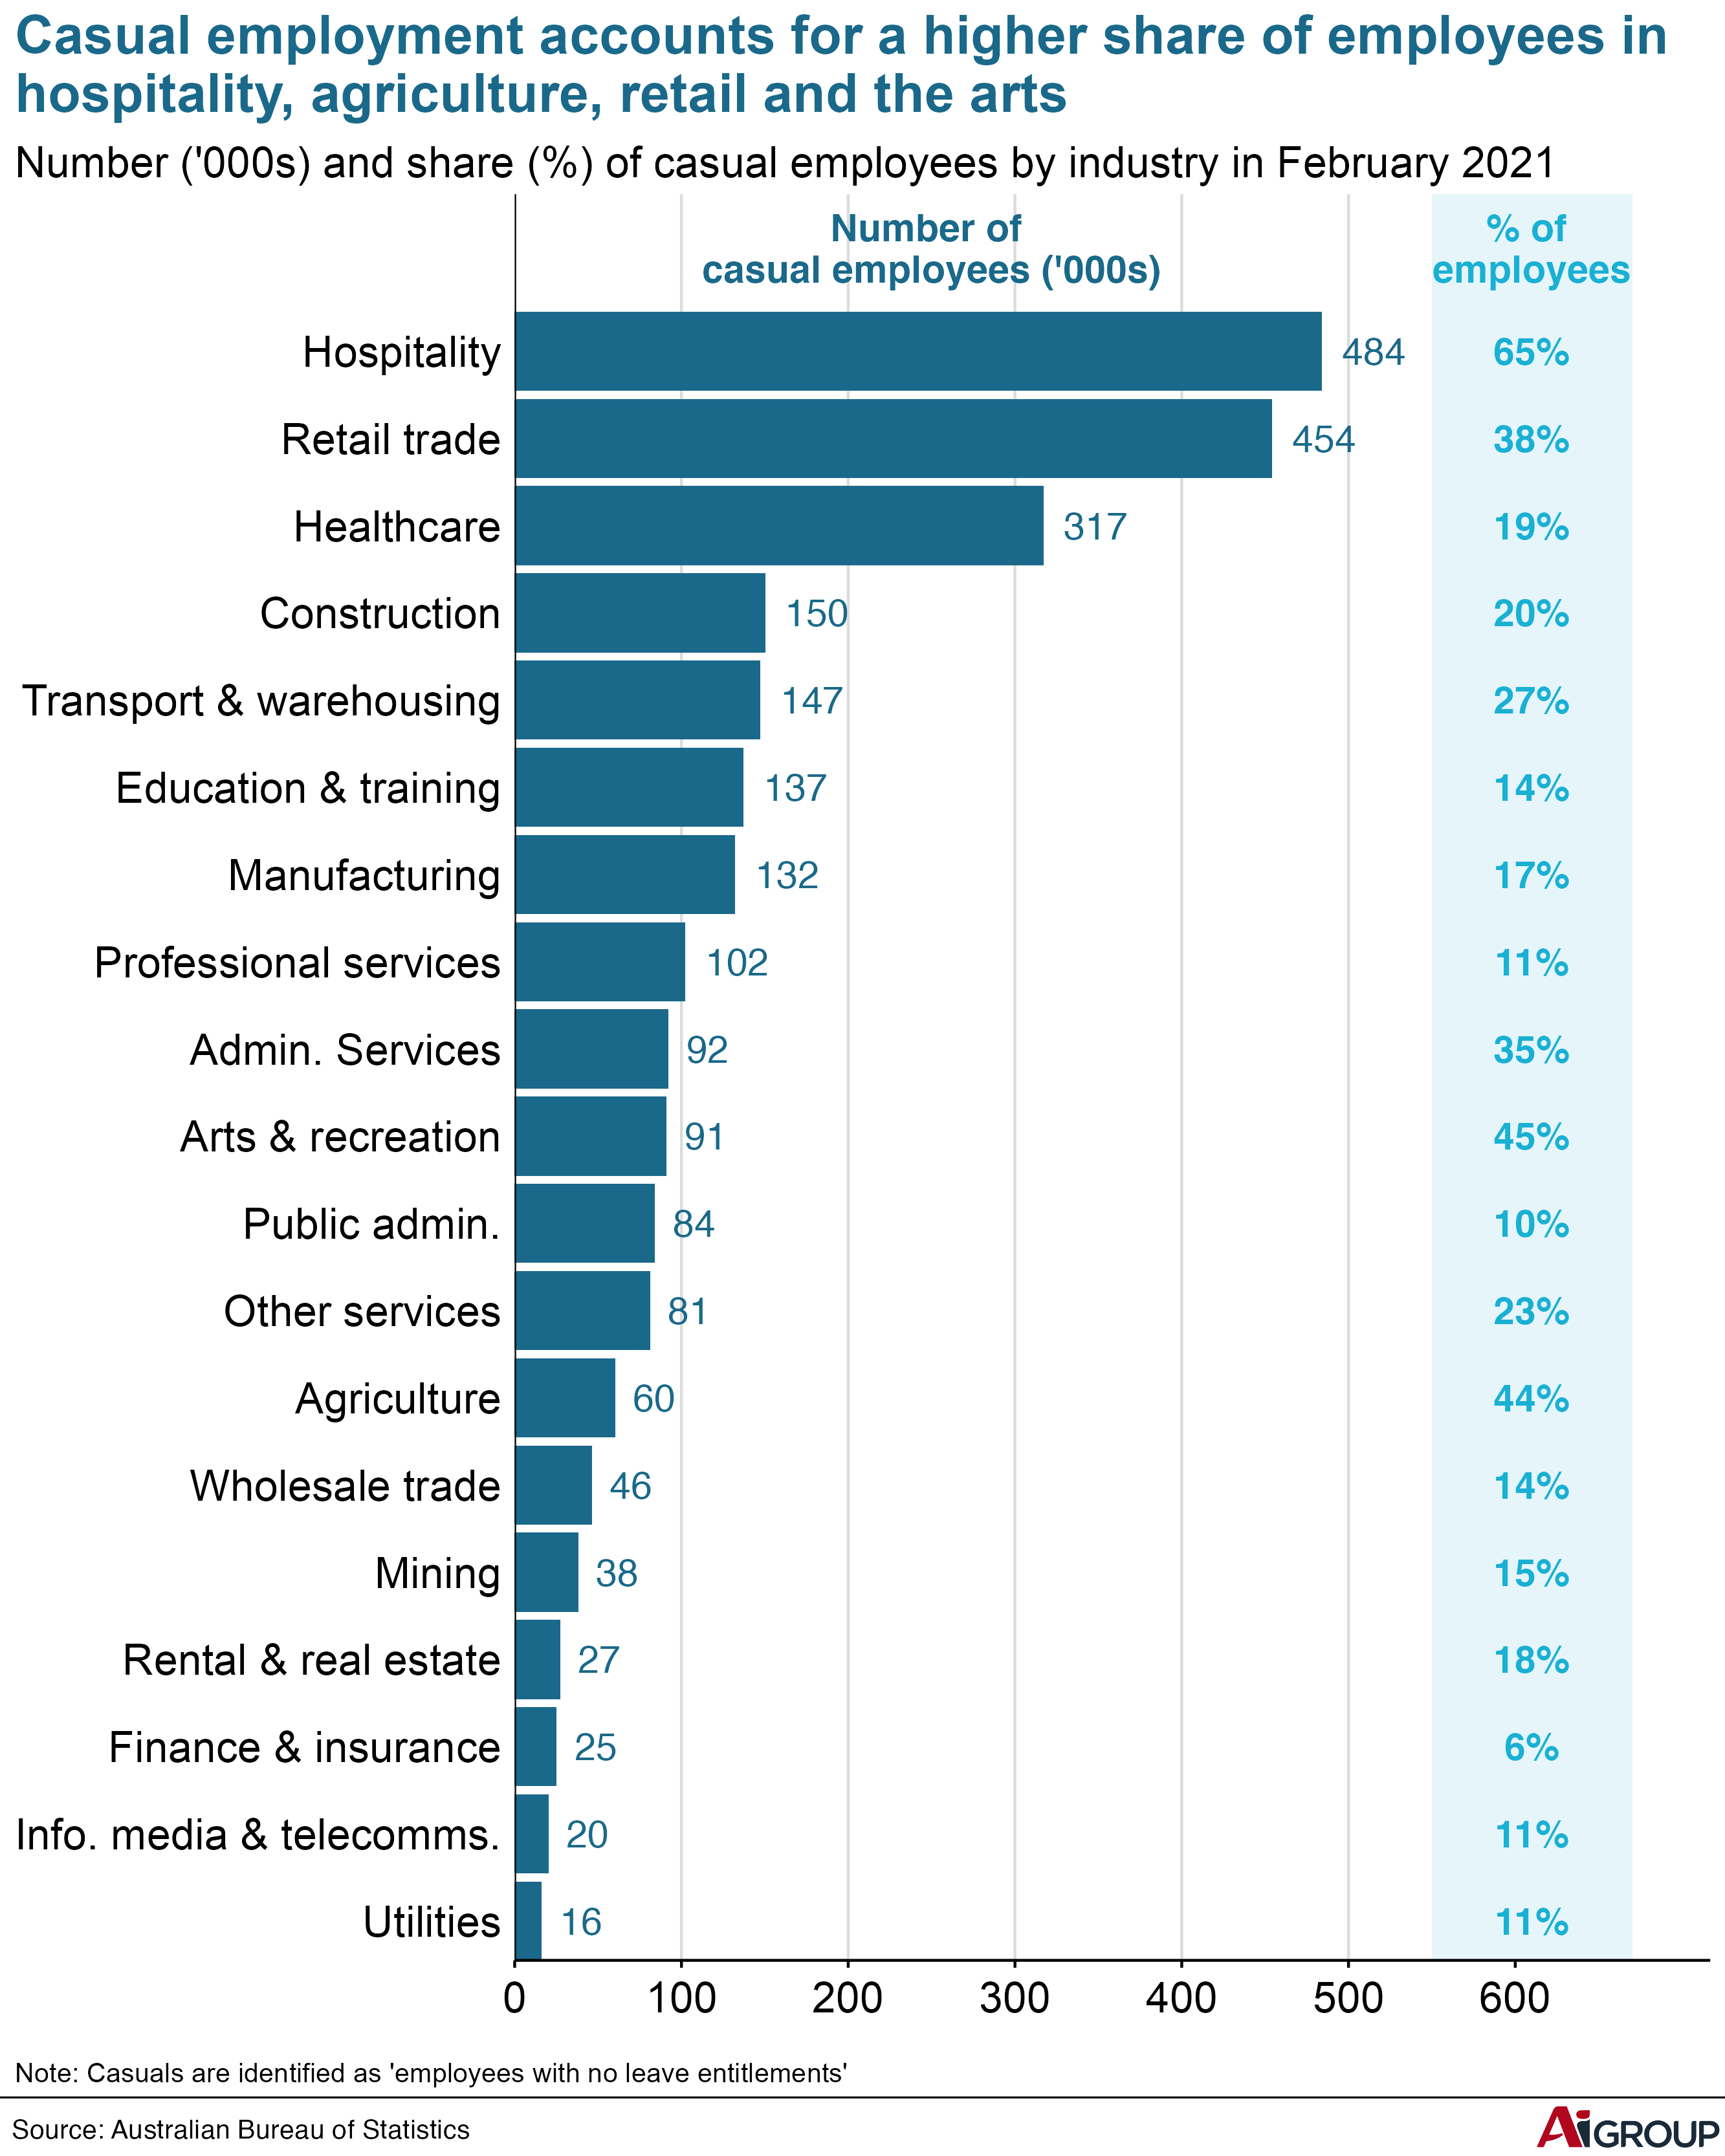 Casual employment accounts for a higher share of employees in
hospitality, agriculture, retail and the arts
Number ('000s) and share (%) of casual employees by industry in February 2021
Number of
casual employees ('000s)
% of
employees
Hospitality 484 65%
Retail trade 454 38%
Healthcare 317 19%
Construction 150 20%
Transport & warehousing 147 27%
Education & training 137 14%
Manufacturing 132 17%
Professional services 102 11%
Admin. Services 92 35%
Arts & recreation 91 45%
Public admin. 84 10%
Other services 81 23%
Agriculture 60 44%
Wholesale trade 46 14%
Mining 38 15%
Rental & real estate 27 18%
Finance & insurance 25 6%
Info. media & telecomms. 20 11%
Utilities 16 11%
0 100 200 300 400 500 600
Note: Casuals are identified as 'employees with no leave entitlements'
Source: Australian Bureau of Statistics
Ai GROUP